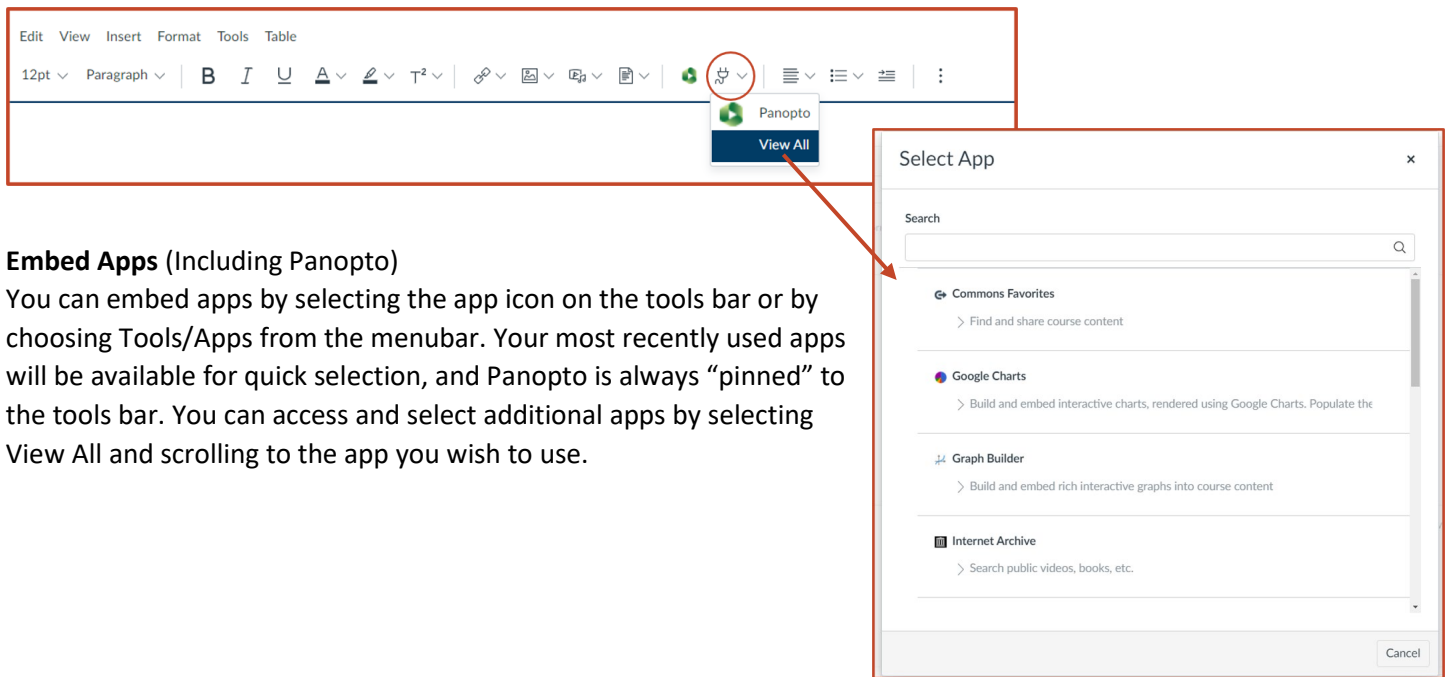 Edit View Insert Format Tools Table
12pt Paragraph B I U A T²
Panopto
View All
Select App ×
Search
Commons Favorites
> Find and share course content
Google Charts
> Build and embed interactive charts, rendered using Google Charts. Populate the
Graph Builder
> Build and embed rich interactive graphs into course content
Internet Archive
> Search public videos, books, etc.
Cancel
Embed Apps (Including Panopto)
You can embed apps by selecting the app icon on the tools bar or by
choosing Tools/Apps from the menubar. Your most recently used apps
will be available for quick selection, and Panopto is always “pinned” to
the tools bar. You can access and select additional apps by selecting
View All and scrolling to the app you wish to use.